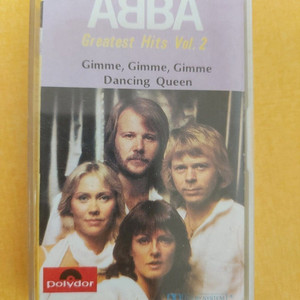 ABBA
Greatest Hits Vol. 2
Gimme, Gimme, Gimme
Dancing Queen
Polydor